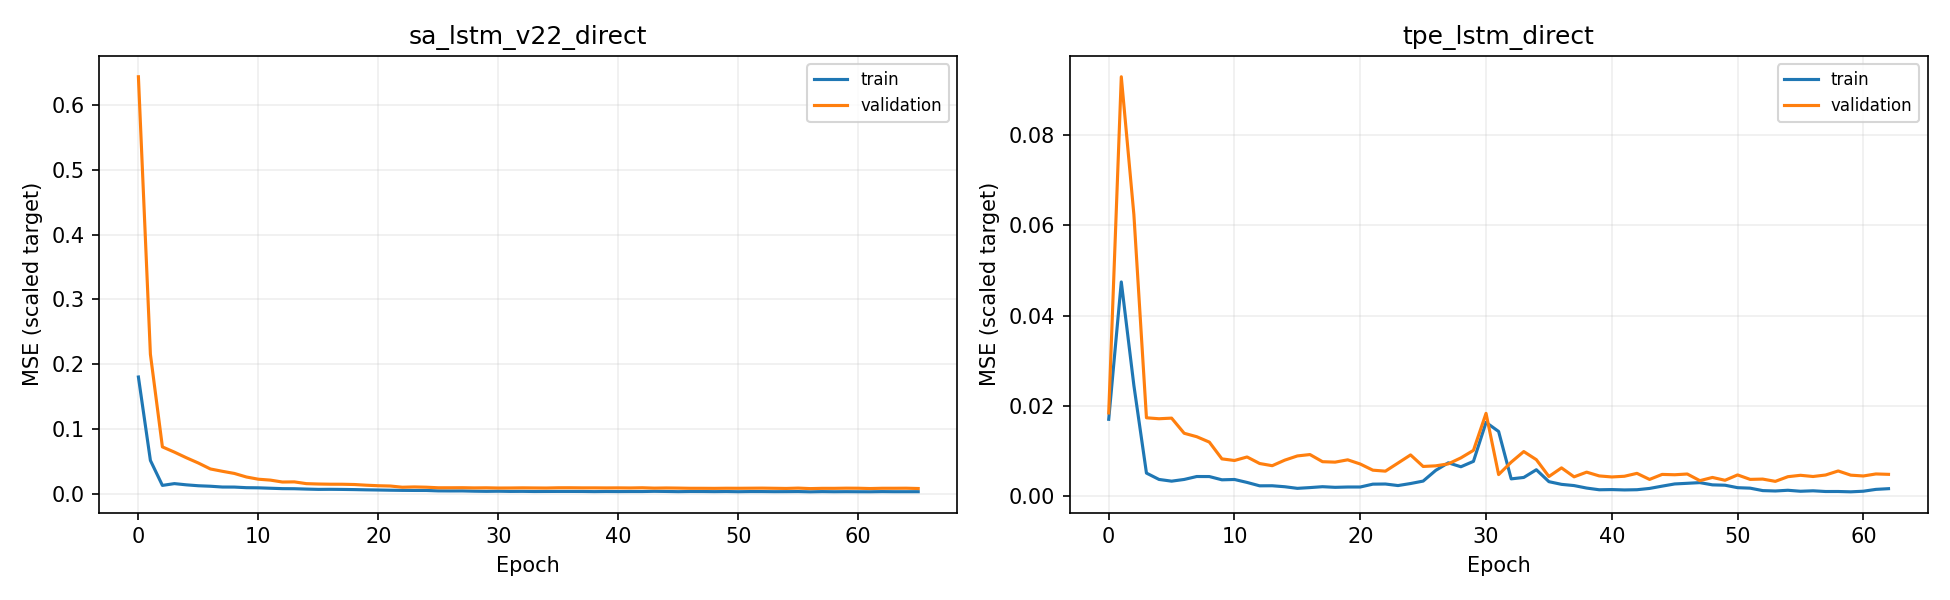 sa_lstm_v22_direct
train
validation
MSE (scaled target)
0.6
0.5
0.4
0.3
0.2
0.1
0.0
0 10 20 30 40 50 60
Epoch
tpe_lstm_direct
train
validation
MSE (scaled target)
0.08
0.06
0.04
0.02
0.00
0 10 20 30 40 50 60
Epoch